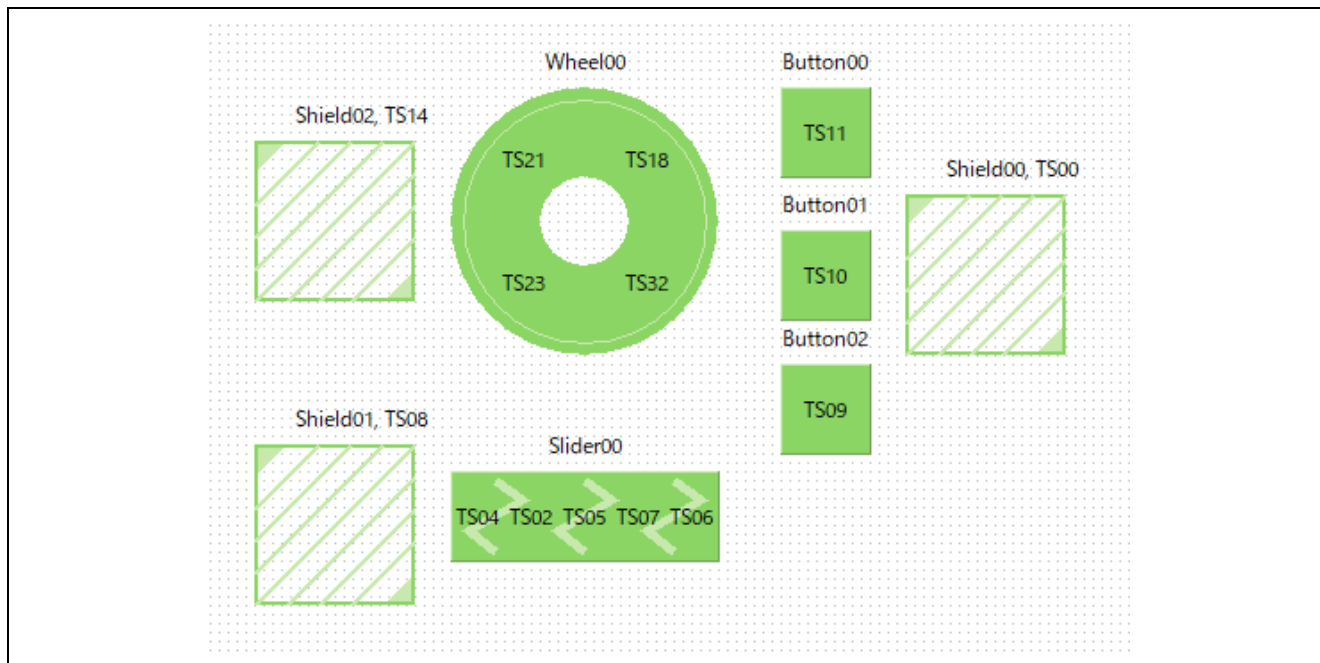 Wheel00
Button00
Shield02, TS14
TS21 TS18
TS11
Shield00, TS00
Button01
TS23 TS32
TS10
Button02
TS09
Shield01, TS08
Slider00
TS04 TS02 TS05 TS07 TS06